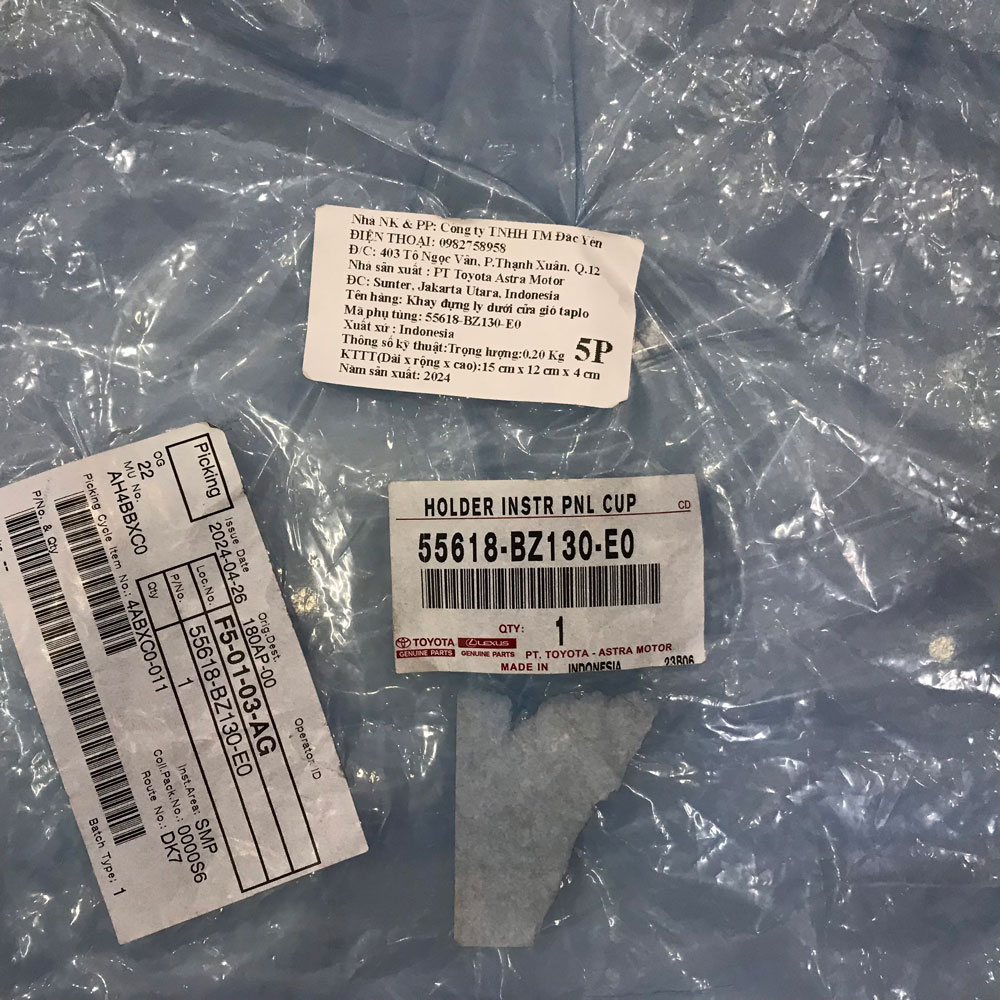 Nhà NK & PP: Công ty TNHH TM Đắc Yến
ĐIỆN THOẠI: 0982758958
Đ/C: 403 Tô Ngọc Vân, P.Thạnh Xuân, Q.12
Nhà sản xuất : PT Toyota Astra Motor
ĐC: Sunter, Jakarta Utara, Indonesia
Tên hàng: Khay đựng ly dưới cửa gió taplo
Mã phụ tùng: 55618-BZ130-E0
Xuất xứ : Indonesia
Thông số kỹ thuật:Trọng lượng:0.20 Kg
5P
KTTT(Dài x rộng x cao):15 cm x 12 cm x 4 cm
Năm sản xuất: 2024
HOLDER INSTR PNL CUP
CD
55618-BZ130-E0
QTY: 1
TOYOTA LEXUS
GENUINE PARTS GENUINE PARTS
PT. TOYOTA - ASTRA MOTOR
MADE IN INDONESIA 23B06
Picking
Issue Date
2024-04-26
Orig.Dest.
180AP-00
Operator ID
OG
22
MU No.
AH4BBXC0
Loc.No. F5-01-03-AG
P/No. 55618-BZ130-E0
Qty 1
Picking Cycle Item No.: 4ABXC0-011
Inst.Area: SMP
Coll.Pack.No.: 0000S6
Route No.: DK7
P/No. & Qty
Batch Type: 1